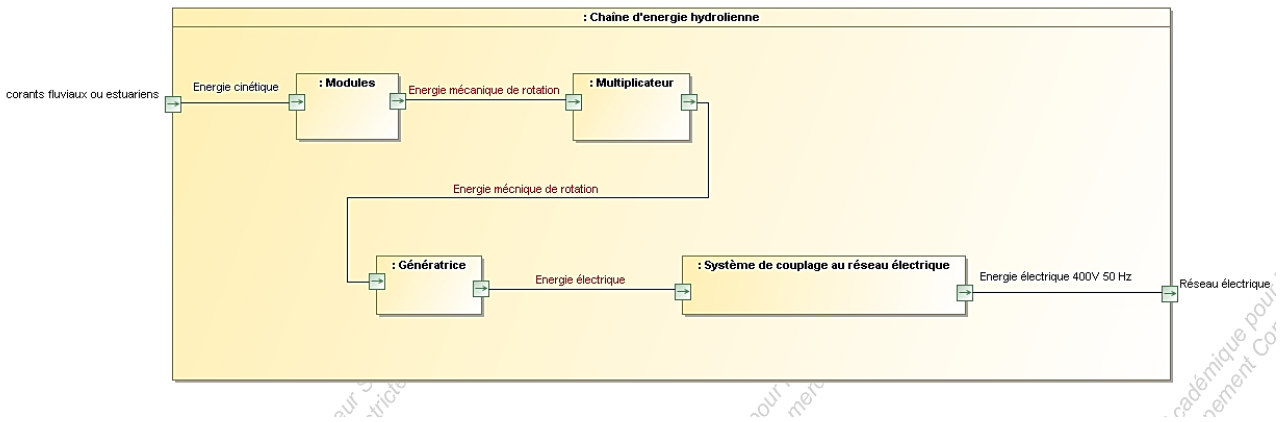 : Chaîne d'energie hydrolienne
corants fluviaux ou estuariens
Energie cinétique
: Modules
Energie mécanique de rotation
: Multiplicateur
Energie mécnique de rotation
: Génératrice
Energie électrique
: Système de couplage au réseau électrique
Energie électrique 400V 50 Hz
Réseau électrique